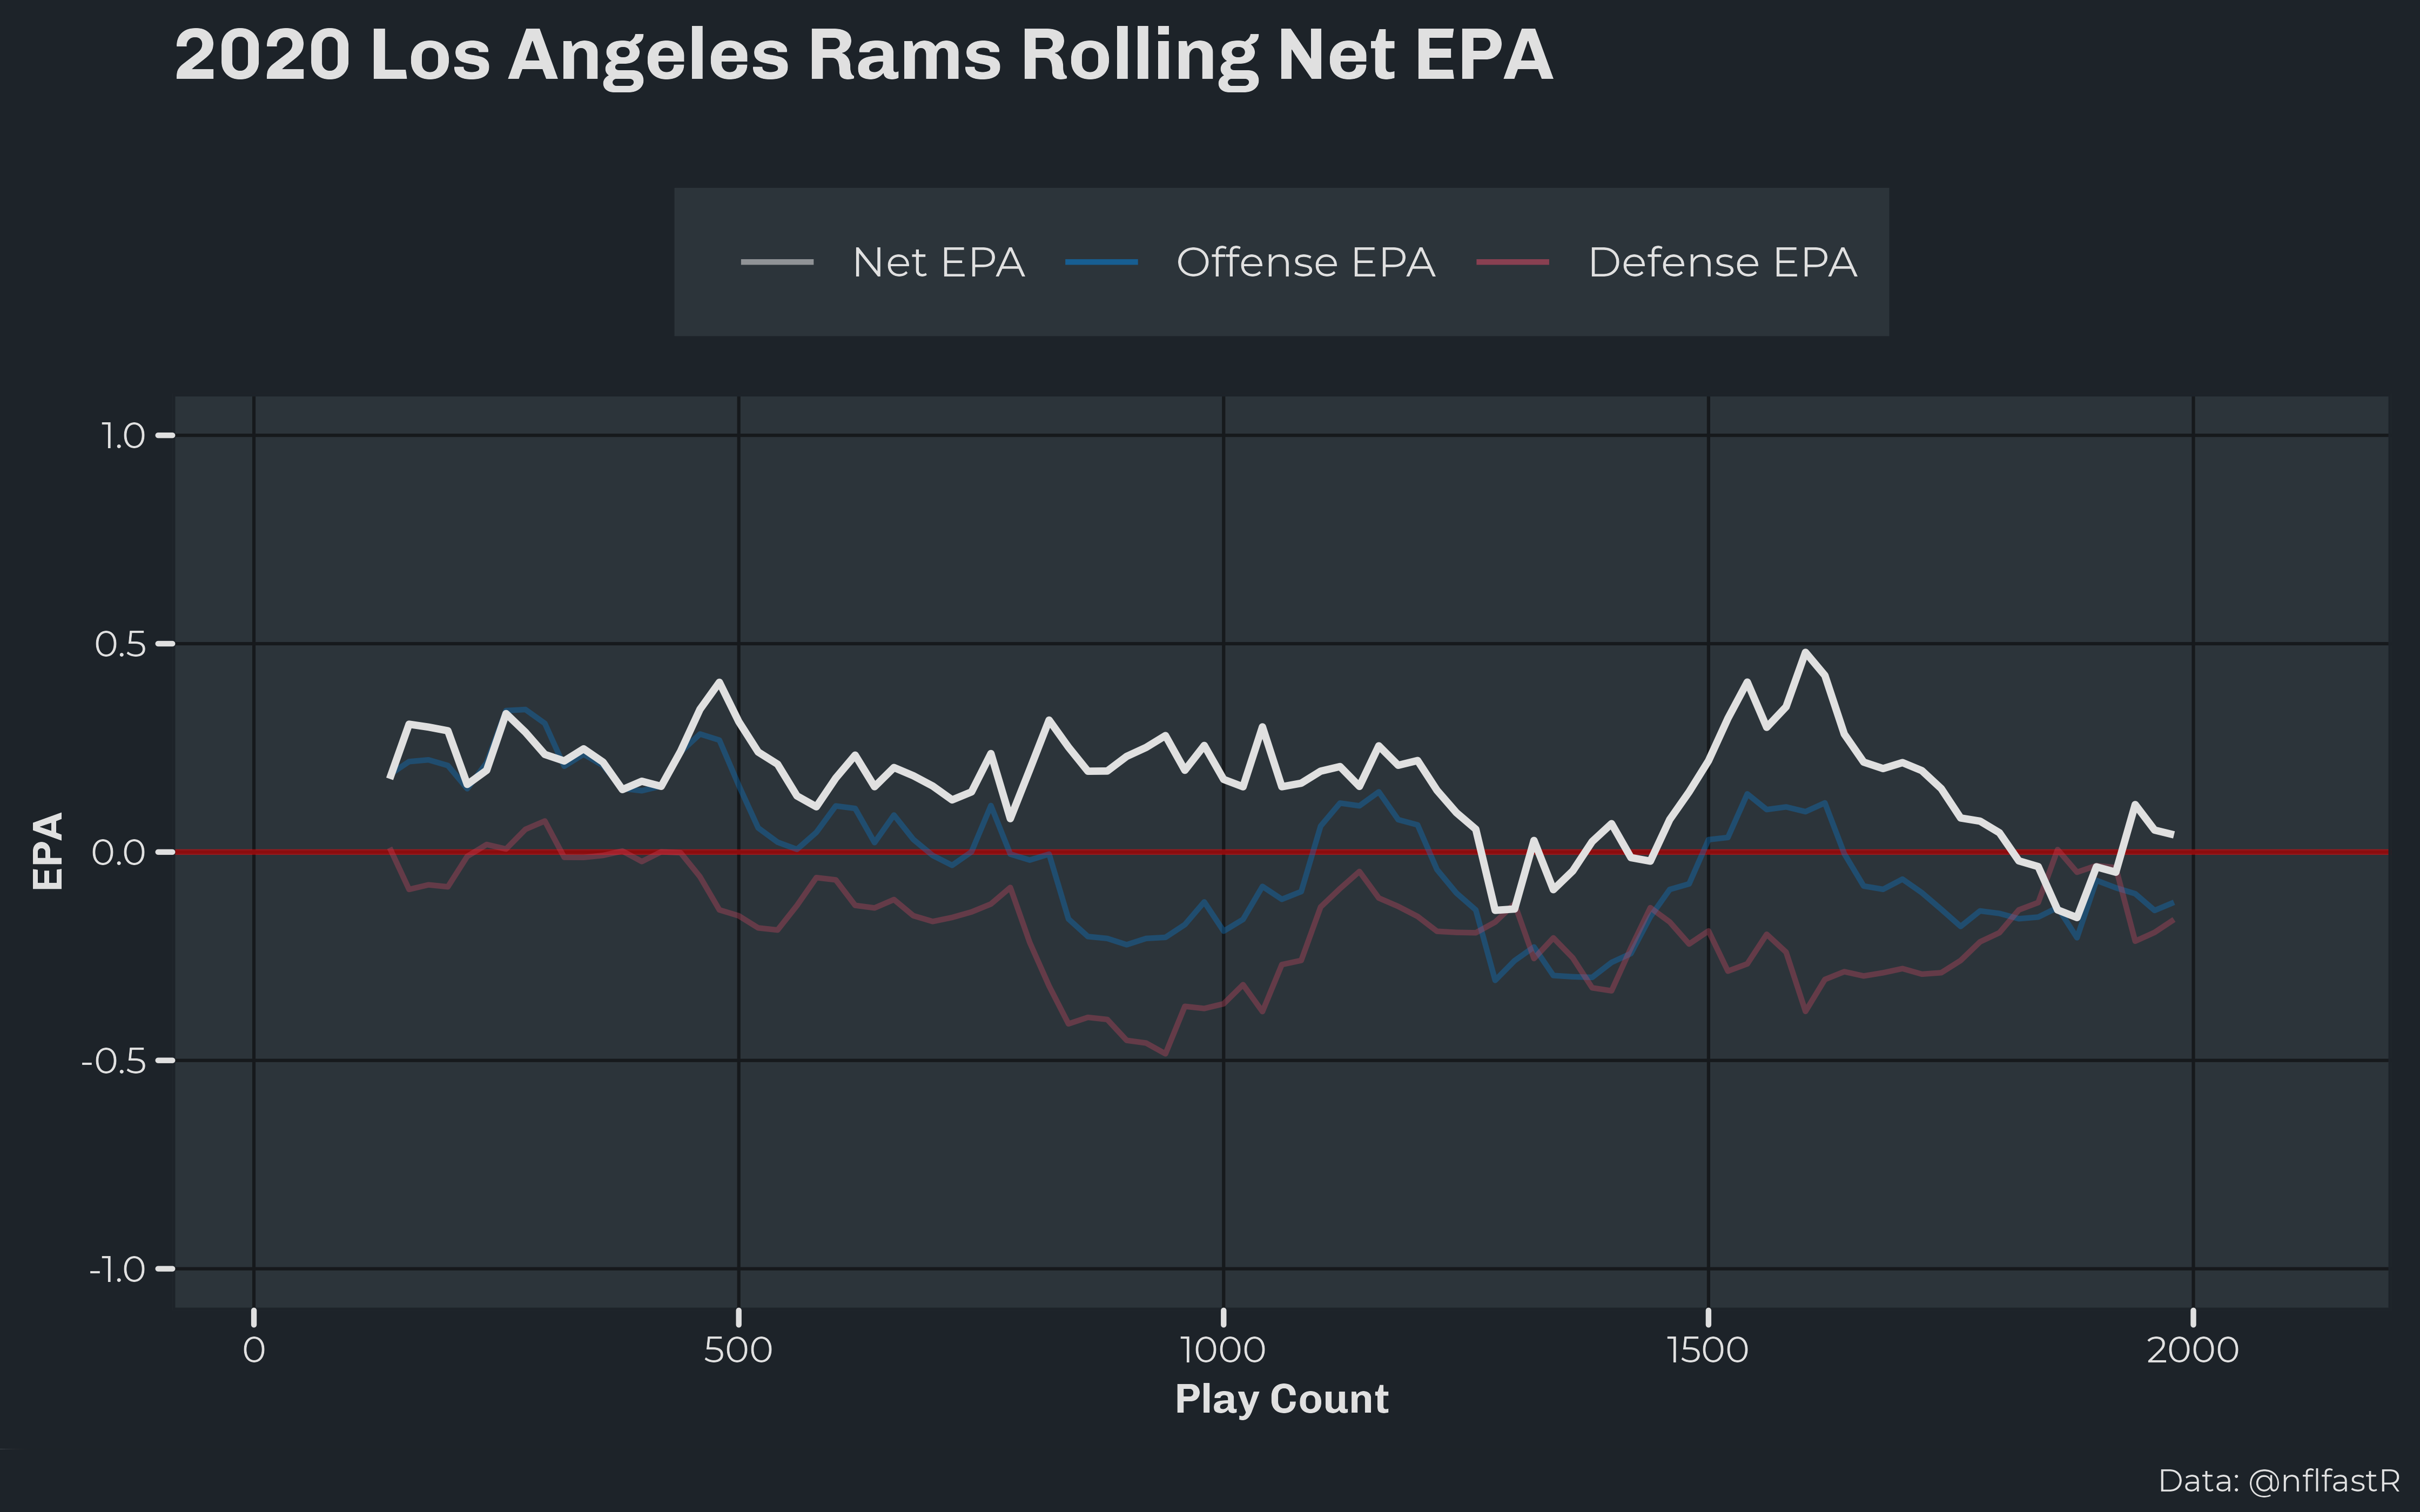 2020 Los Angeles Rams Rolling Net EPA
Net EPA Offense EPA Defense EPA
1.0
0.5
0.0
-0.5
-1.0
EPA
0 500 1000 1500 2000
Play Count
Data: @nflfastR